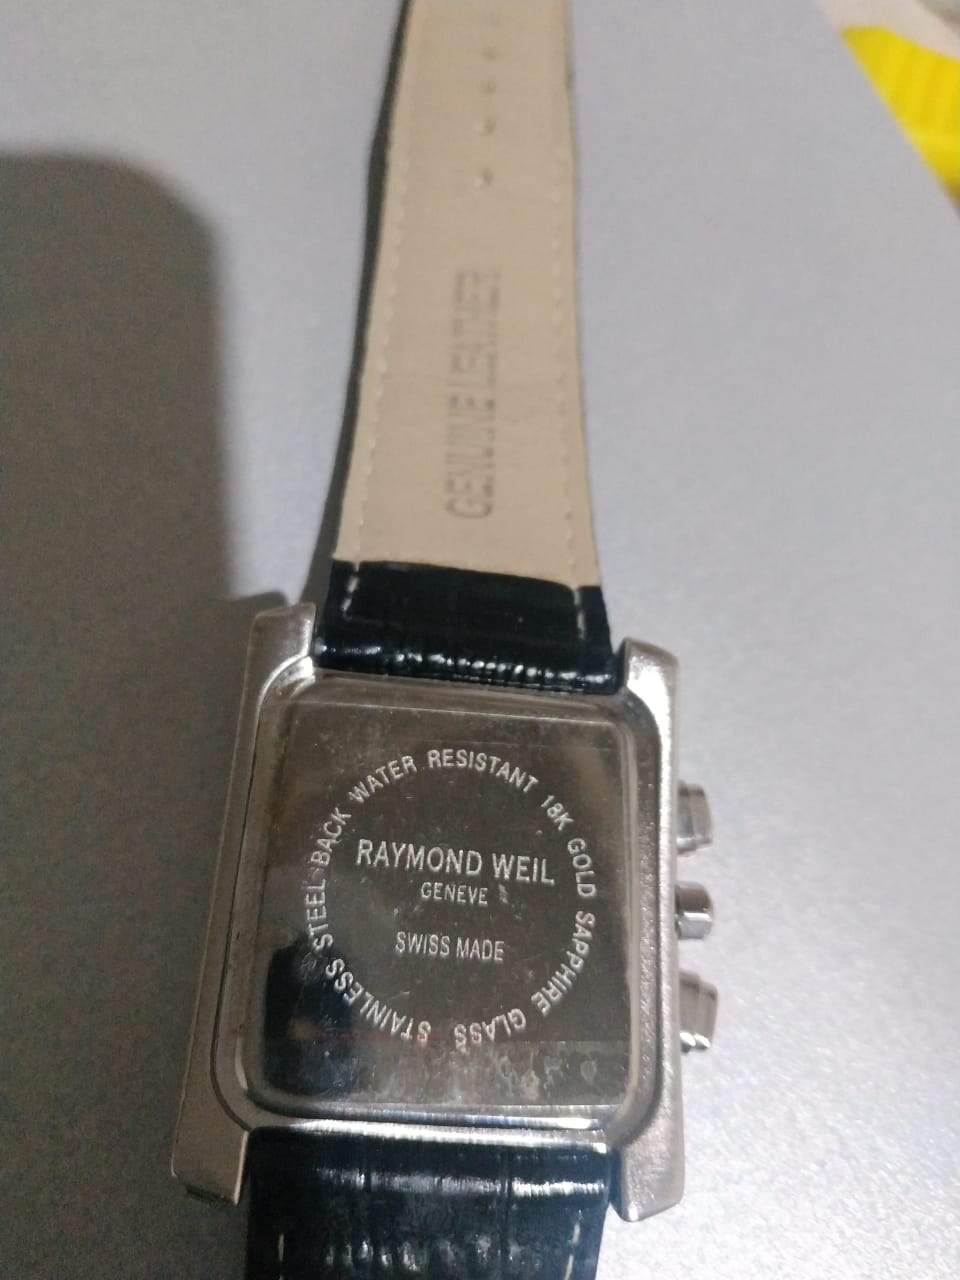 GENUINE LEATHER
WATER RESISTANT 18K GOLD SAPPHIRE GLASS STAINLESS STEEL BACK
RAYMOND WEIL
GENEVE
SWISS MADE